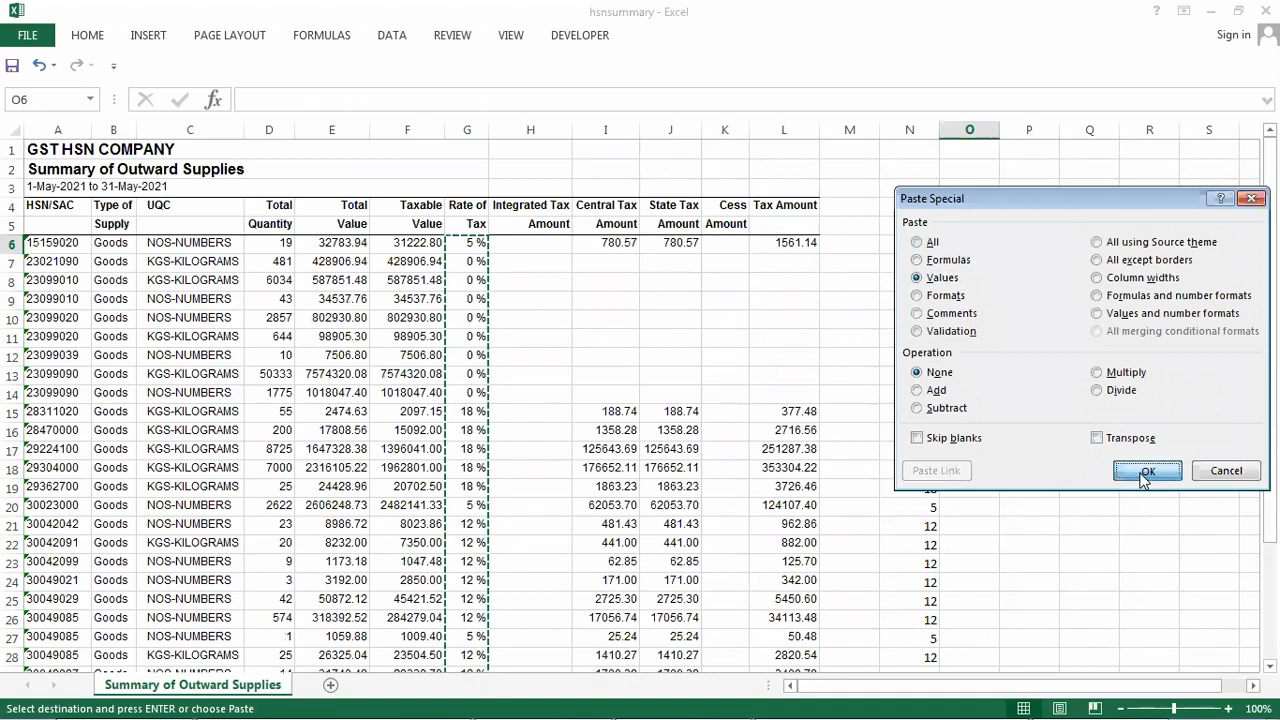 hsnsummary - Excel
FILE HOME INSERT PAGE LAYOUT FORMULAS DATA REVIEW VIEW DEVELOPER Sign in
O6 fx
A B C D E F G H I J K L M N O P Q R S
1 GST HSN COMPANY
2 Summary of Outward Supplies
3 1-May-2021 to 31-May-2021
4 HSN/SAC Type of UQC Total Total Taxable Rate of Integrated Tax Central Tax State Tax Cess Tax Amount
5 Supply Quantity Value Value Tax Amount Amount Amount Amount
6 15159020 Goods NOS-NUMBERS 19 32783.94 31222.80 5 % 780.57 780.57 1561.14
7 23021090 Goods KGS-KILOGRAMS 481 428906.94 428906.94 0 %
8 23099010 Goods KGS-KILOGRAMS 6034 587851.48 587851.48 0 %
9 23099010 Goods NOS-NUMBERS 43 34537.76 34537.76 0 %
10 23099020 Goods NOS-NUMBERS 2857 802930.80 802930.80 0 %
11 23099020 Goods KGS-KILOGRAMS 644 98905.30 98905.30 0 %
12 23099039 Goods NOS-NUMBERS 10 7506.80 7506.80 0 %
13 23099090 Goods KGS-KILOGRAMS 50333 7574320.08 7574320.08 0 %
14 23099090 Goods NOS-NUMBERS 1775 1018047.40 1018047.40 0 %
15 28311020 Goods KGS-KILOGRAMS 55 2474.63 2097.15 18 % 188.74 188.74 377.48
16 28470000 Goods KGS-KILOGRAMS 200 17808.56 15092.00 18 % 1358.28 1358.28 2716.56
17 29224100 Goods KGS-KILOGRAMS 8725 1647328.38 1396041.00 18 % 125643.69 125643.69 251287.38
18 29304000 Goods KGS-KILOGRAMS 7000 2316105.22 1962801.00 18 % 176652.11 176652.11 353304.22
19 29362700 Goods KGS-KILOGRAMS 25 24428.96 20702.50 18 % 1863.23 1863.23 3726.46
20 30023000 Goods NOS-NUMBERS 2622 2606248.73 2482141.33 5 % 62053.70 62053.70 124107.40 5
21 30042042 Goods NOS-NUMBERS 23 8986.72 8023.86 12 % 481.43 481.43 962.86 12
22 30042091 Goods KGS-KILOGRAMS 20 8232.00 7350.00 12 % 441.00 441.00 882.00 12
23 30042099 Goods NOS-NUMBERS 9 1173.18 1047.48 12 % 62.85 62.85 125.70 12
24 30049021 Goods NOS-NUMBERS 3 3192.00 2850.00 12 % 171.00 171.00 342.00 12
25 30049029 Goods NOS-NUMBERS 42 50872.12 45421.52 12 % 2725.30 2725.30 5450.60 12
26 30049085 Goods NOS-NUMBERS 574 318392.52 284279.04 12 % 17056.74 17056.74 34113.48 12
27 30049085 Goods NOS-NUMBERS 1 1059.88 1009.40 5 % 25.24 25.24 50.48 5
28 30049085 Goods KGS-KILOGRAMS 25 26325.04 23504.50 12 % 1410.27 1410.27 2820.54 12
Paste Special
Paste
All All using Source theme
Formulas All except borders
Values Column widths
Formats Formulas and number formats
Comments Values and number formats
Validation All merging conditional formats
Operation
None Multiply
Add Divide
Subtract
Skip blanks Transpose
Paste Link OK Cancel
Summary of Outward Supplies
Select destination and press ENTER or choose Paste 100%